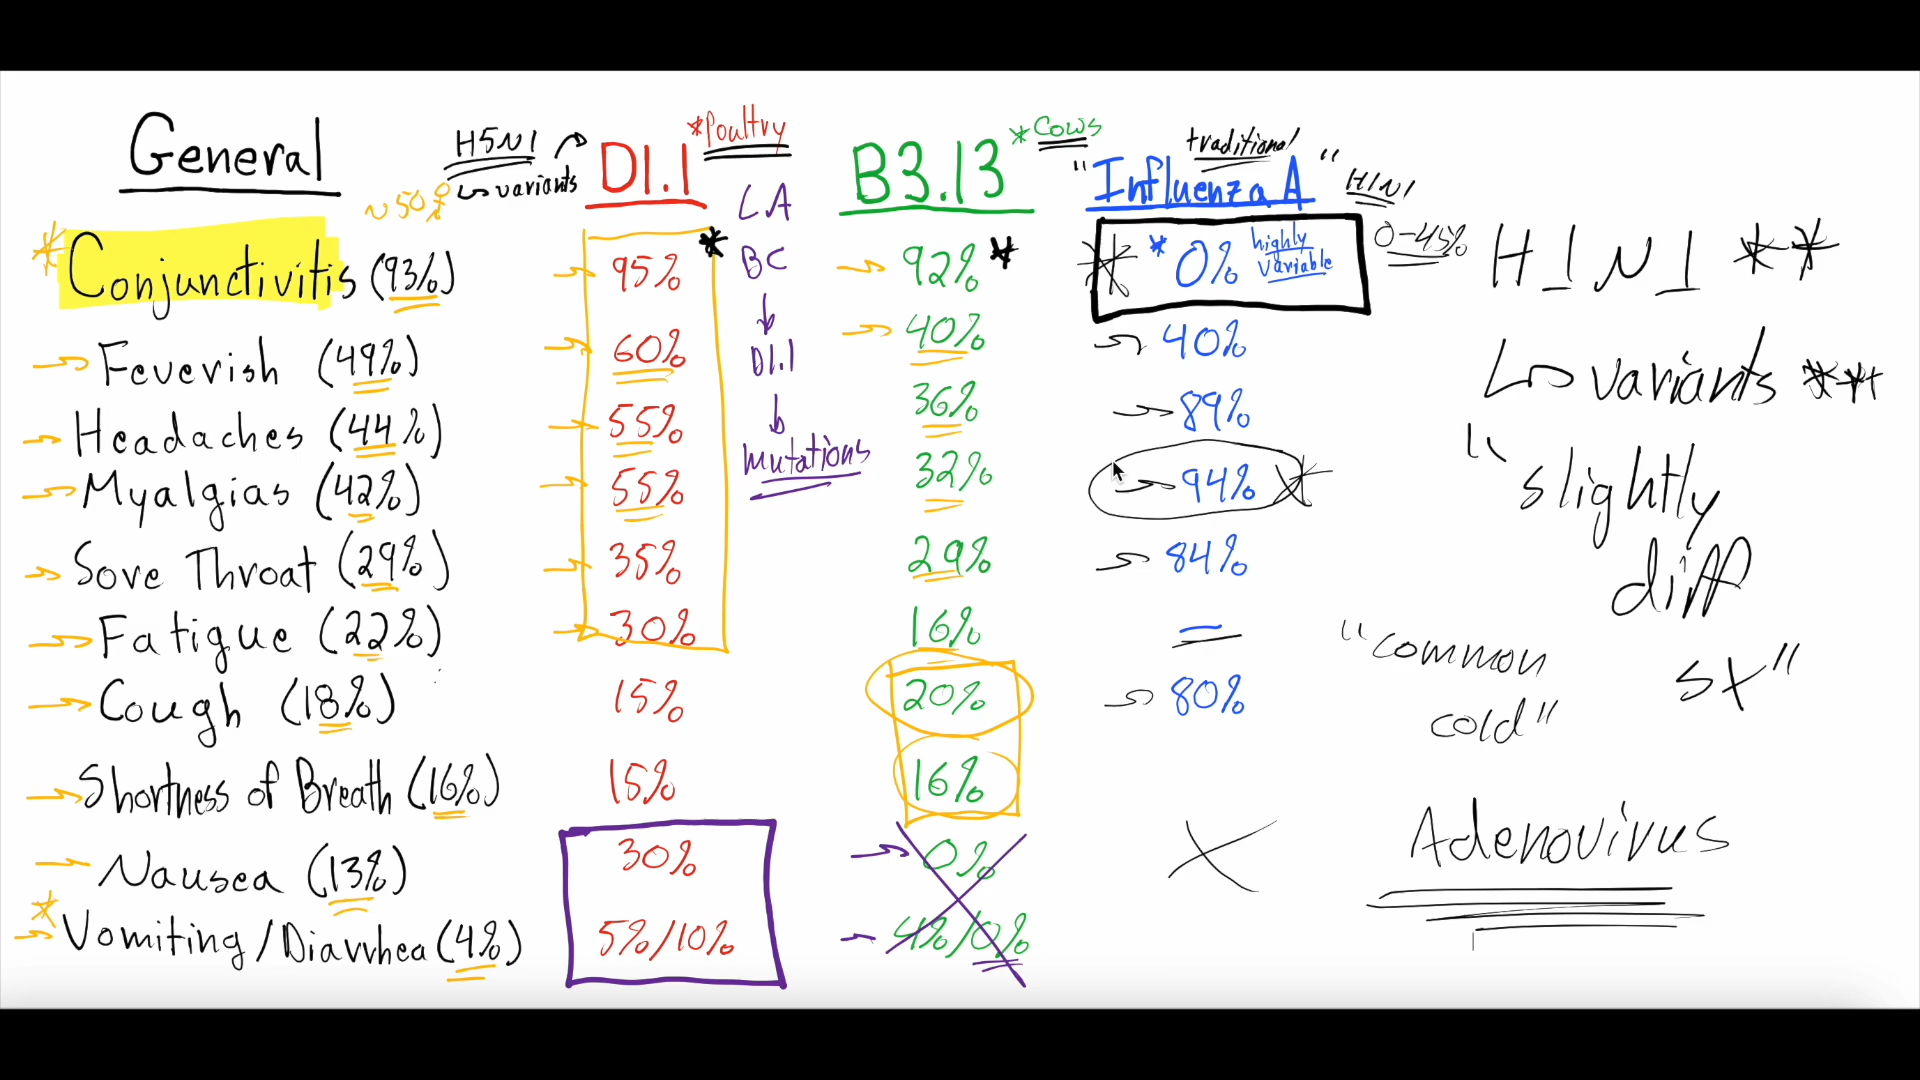 General H5N1 D1.1 *Poultry B3.13 *Cows "Influenza A" traditional H1N1
↳ variants
~50
LA
*Conjunctivitis (93%) 95%* BC 92%* * *0% highly variable 0-45% H1N1 **
Feverish (49%) 60% D1.1 40% 40% ↳ variants **
Headaches (44%) 55% mutations 36% 89% "slightly
Myalgias (42%) 55% 32% 94% *
Sore Throat (29%) 35% 29% 84% diff
Fatigue (22%) 30% 16% – "common sx"
Cough (18%) 15% 20% 80% cold"
Shortness of Breath (16%) 15% 16%
Nausea (13%) 30% 0% Adenovirus
*Vomiting/Diarrhea (4%) 5%/10% 4%/0%